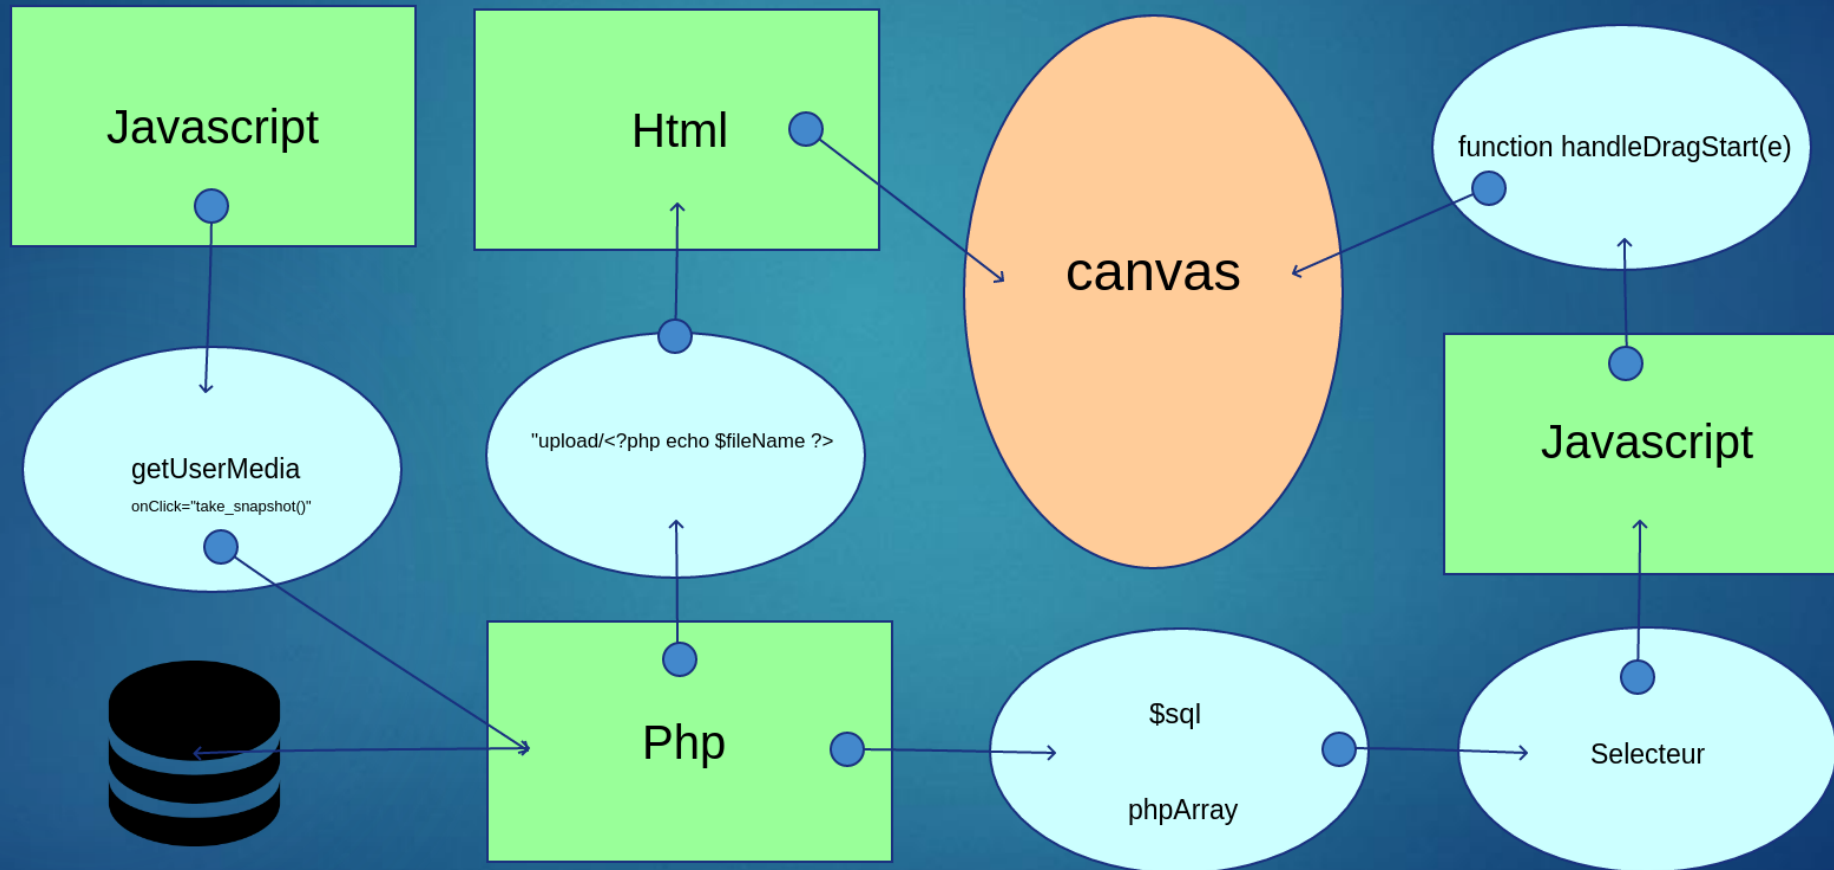 Javascript
Html
canvas
function handleDragStart(e)
getUserMedia
onClick="take_snapshot()"
"upload/<?php echo $fileName ?>
Javascript
Php
$sql
phpArray
Selecteur